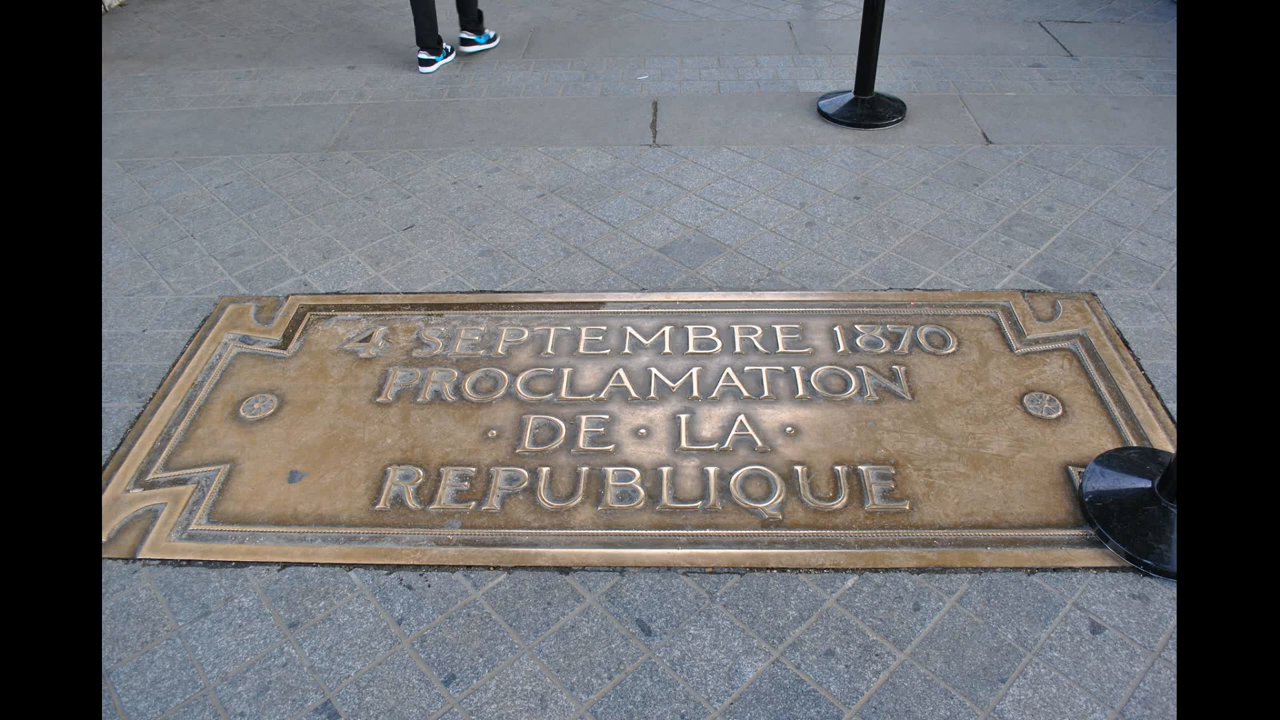 4 SEPTEMBRE 1870
PROCLAMATION
· DE · LA ·
REPUBLIQUE